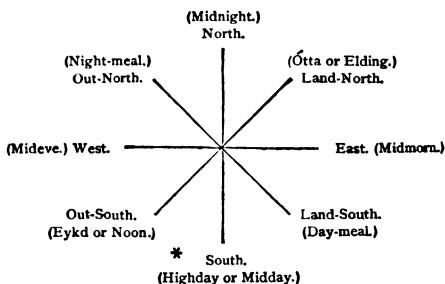 (Midnight.)
North.
(Night-meal.)
Out-North.
(Ótta or Elding.)
Land-North.
(Mideve.) West.
East. (Midmorn.)
Out-South.
(Eykd or Noon.)
Land-South.
(Day-meal.)
* South.
(Highday or Midday.)